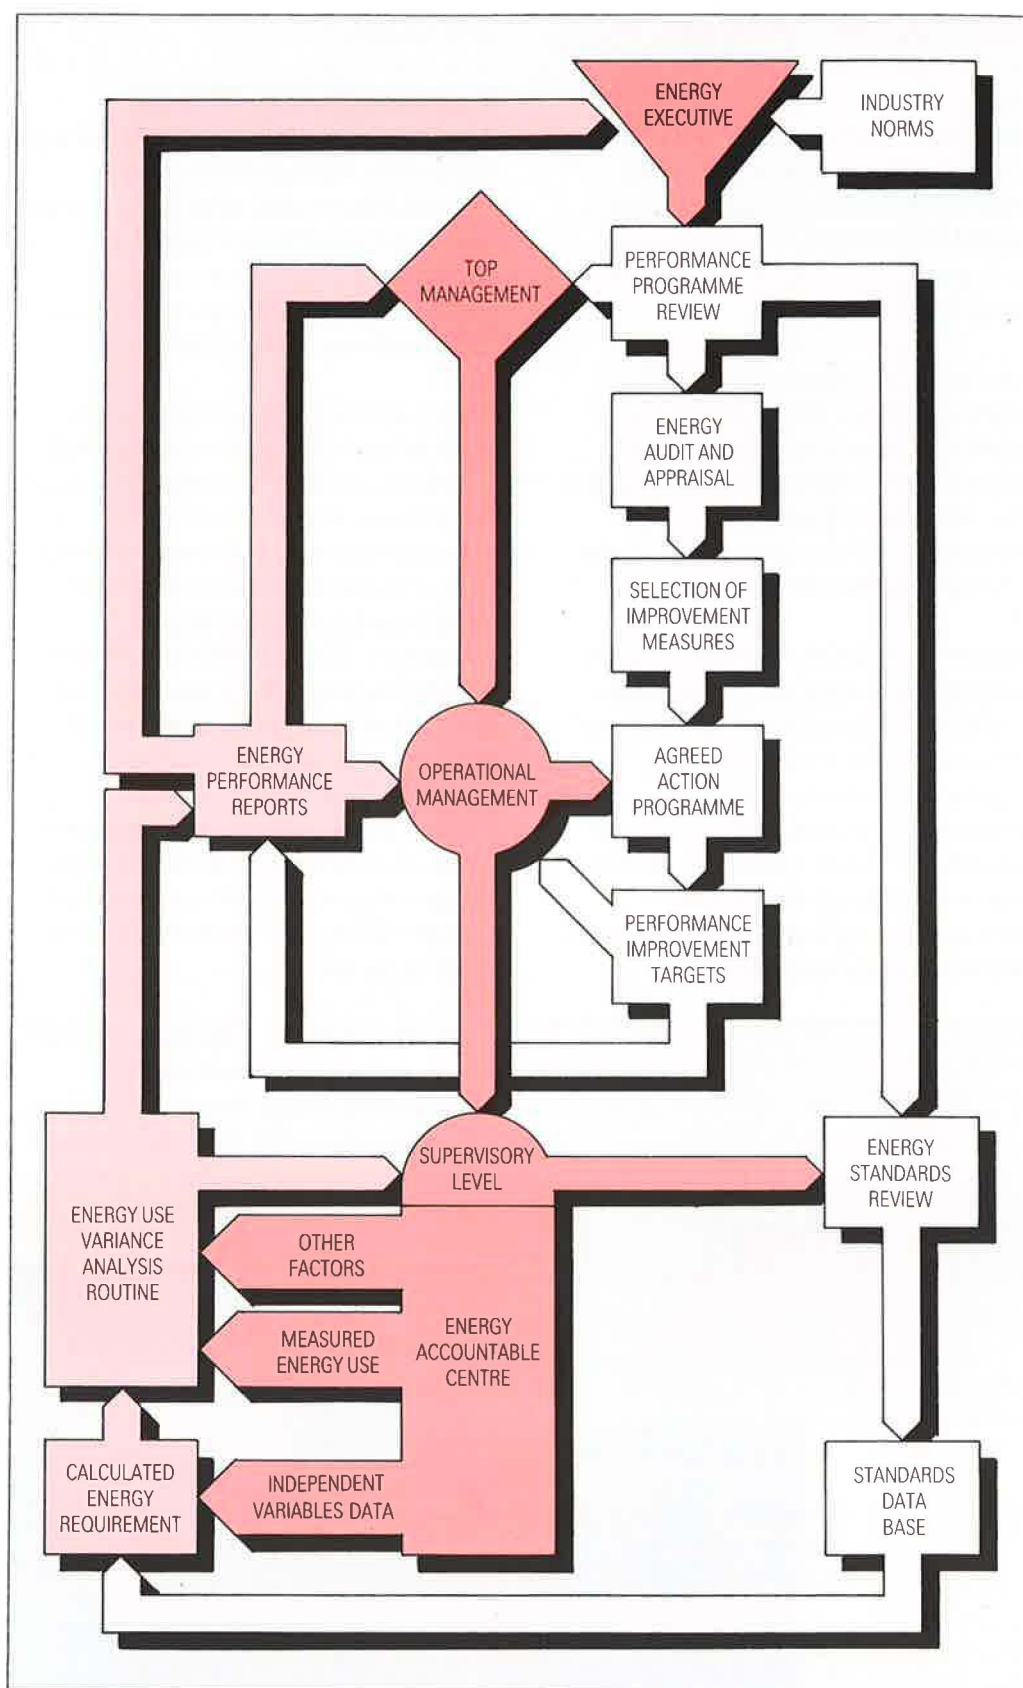 ENERGY
EXECUTIVE
INDUSTRY
NORMS
TOP
MANAGEMENT
PERFORMANCE
PROGRAMME
REVIEW
ENERGY
AUDIT AND
APPRAISAL
SELECTION OF
IMPROVEMENT
MEASURES
ENERGY
PERFORMANCE
REPORTS
OPERATIONAL
MANAGEMENT
AGREED
ACTION
PROGRAMME
PERFORMANCE
IMPROVEMENT
TARGETS
SUPERVISORY
LEVEL
ENERGY
STANDARDS
REVIEW
ENERGY USE
VARIANCE
ANALYSIS
ROUTINE
OTHER
FACTORS
MEASURED
ENERGY USE
ENERGY
ACCOUNTABLE
CENTRE
CALCULATED
ENERGY
REQUIREMENT
INDEPENDENT
VARIABLES DATA
STANDARDS
DATA
BASE